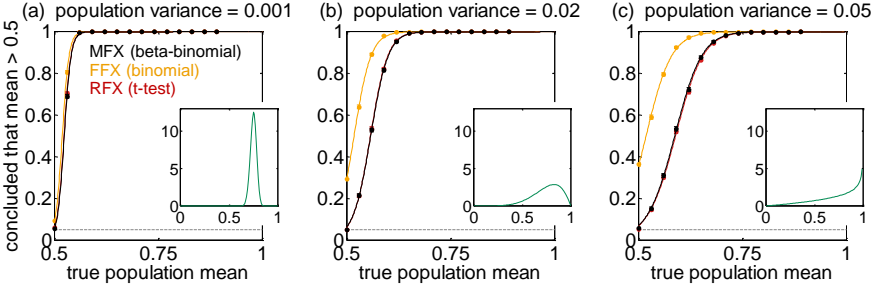 (a) population variance = 0.001
(b) population variance = 0.02
(c) population variance = 0.05
concluded that mean > 0.5
1
0.8
0.6
0.4
0.2
0
MFX (beta-binomial)
FFX (binomial)
RFX (t-test)
10
5
0
0 0.5 1
0.5 0.75 1
true population mean
1
0.8
0.6
0.4
0.2
0
10
5
0
0 0.5 1
0.5 0.75 1
true population mean
1
0.8
0.6
0.4
0.2
0
10
5
0
0 0.5 1
0.5 0.75 1
true population mean